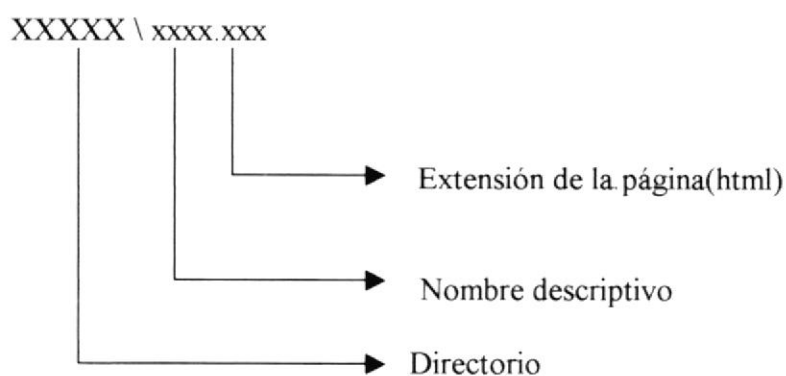 XXXXX \ xxxx.xxx
Extensión de la página(html)
Nombre descriptivo
Directorio